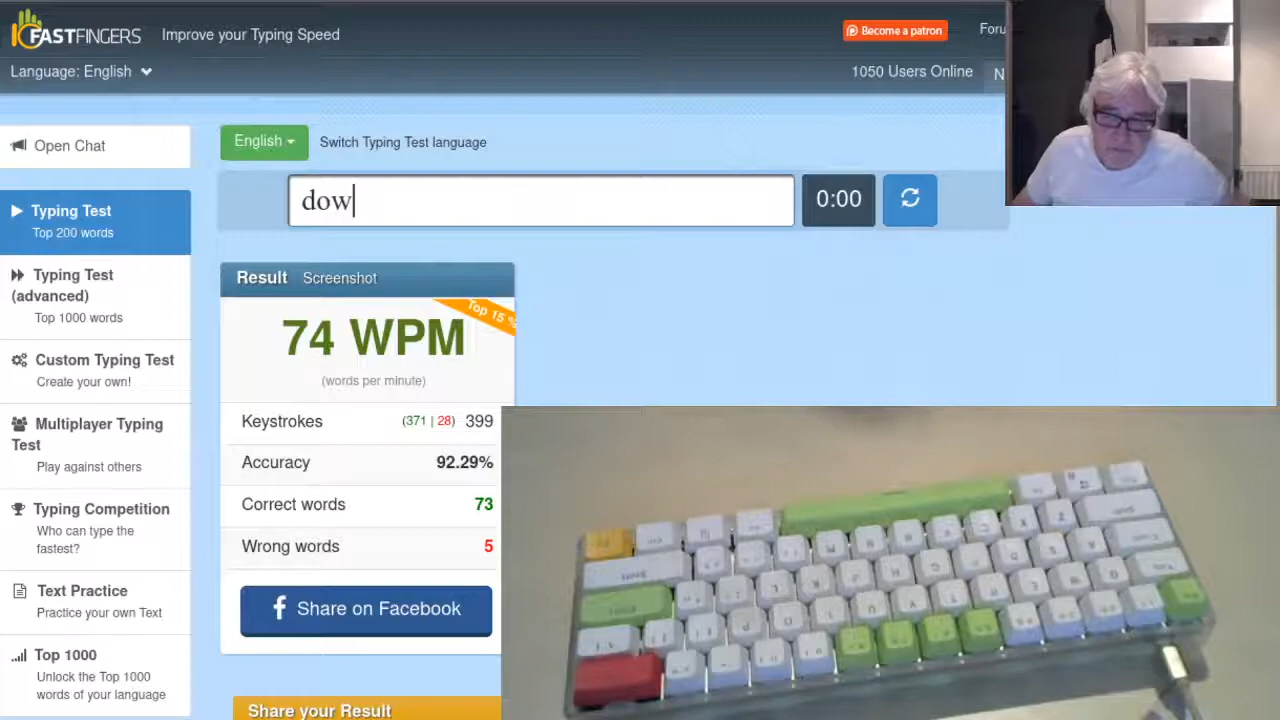 FASTFINGERS
Improve your Typing Speed
Become a patron
Foru
Language: English
1050 Users Online
N
Open Chat
English
Switch Typing Test language
dow
0:00
Typing Test
Top 200 words
Typing Test
(advanced)
Top 1000 words
Custom Typing Test
Create your own!
Multiplayer Typing
Test
Play against others
Typing Competition
Who can type the
fastest?
Text Practice
Practice your own Text
Top 1000
Unlock the Top 1000
words of your language
Result Screenshot
Top 15 %
74 WPM
(words per minute)
Keystrokes (371 | 28) 399
Accuracy 92.29%
Correct words 73
Wrong words 5
Share on Facebook
Share your Result